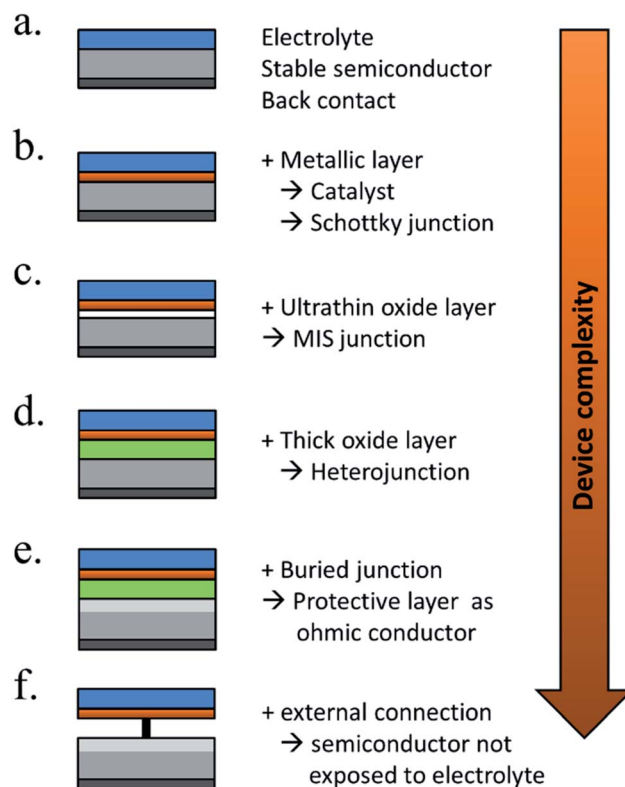 a.
Electrolyte
Stable semiconductor
Back contact
b.
+ Metallic layer
→ Catalyst
→ Schottky junction
c.
+ Ultrathin oxide layer
→ MIS junction
d.
+ Thick oxide layer
→ Heterojunction
e.
+ Buried junction
→ Protective layer as
ohmic conductor
f.
+ external connection
→ semiconductor not
exposed to electrolyte
Device complexity